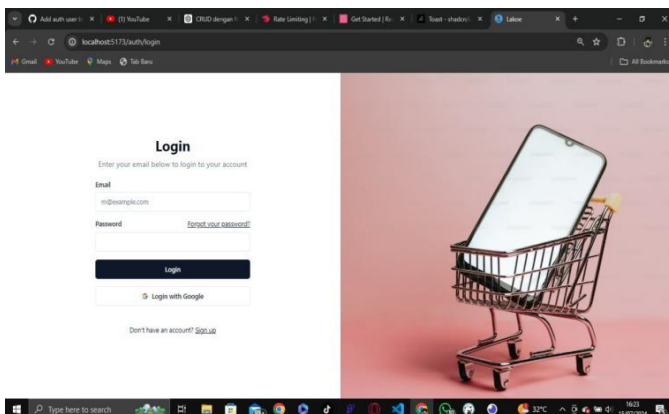 Add auth user
(1) YouTube
CRUD dengan
Rate Limiting |
Get Started |
Toast - shadcn/
Lakoe
localhost:5173/auth/login
Gmail
YouTube
Maps
Tab Baru
All Bookmarks
Login
Enter your email below to login to your account
Email
m@example.com
Password
Forgot your password?
Login
Login with Google
Don't have an account? Sign up
Type here to search
32°C
16:23